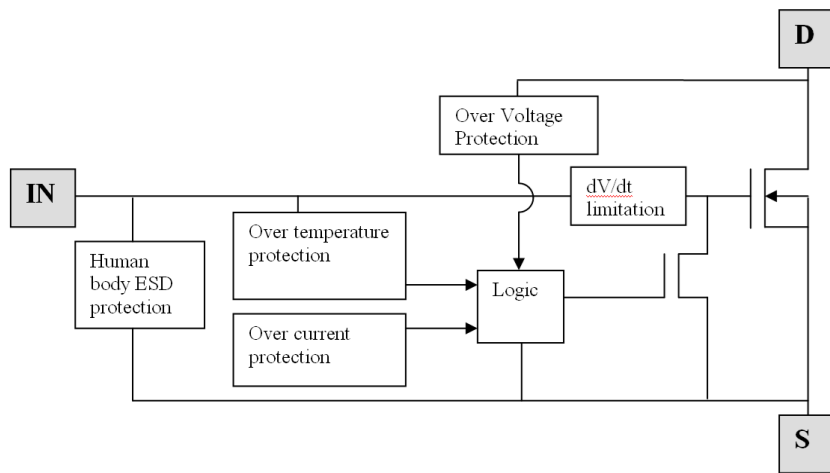 D
Over Voltage
Protection
IN
dV/dt
limitation
Over temperature
protection
Human
body ESD
protection
Logic
Over current
protection
S